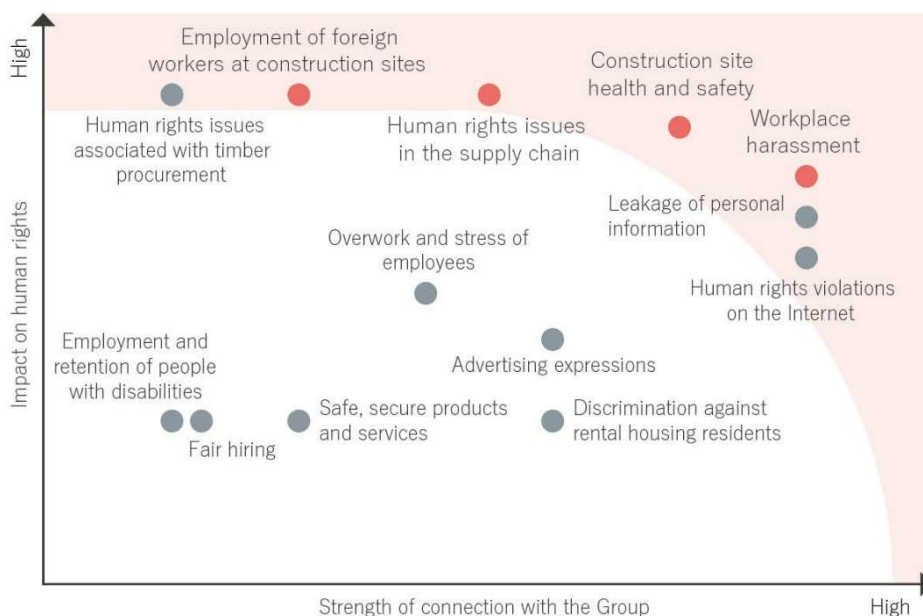 High
Impact on human rights
Employment of foreign
workers at construction sites
Construction site
health and safety
Human rights issues
associated with timber
procurement
Human rights issues
in the supply chain
Workplace
harassment
Leakage of personal
information
Overwork and stress of
employees
Human rights violations
on the Internet
Employment and
retention of people
with disabilities
Advertising expressions
Fair hiring
Safe, secure products
and services
Discrimination against
rental housing residents
Strength of connection with the Group
High